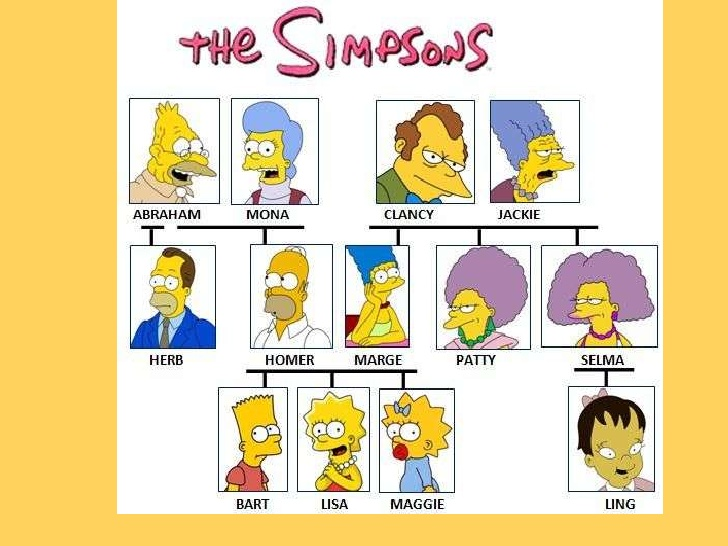 THE SIMPSONS
ABRAHAM MONA CLANCY JACKIE
HERB HOMER MARGE PATTY SELMA
BART LISA MAGGIE LING